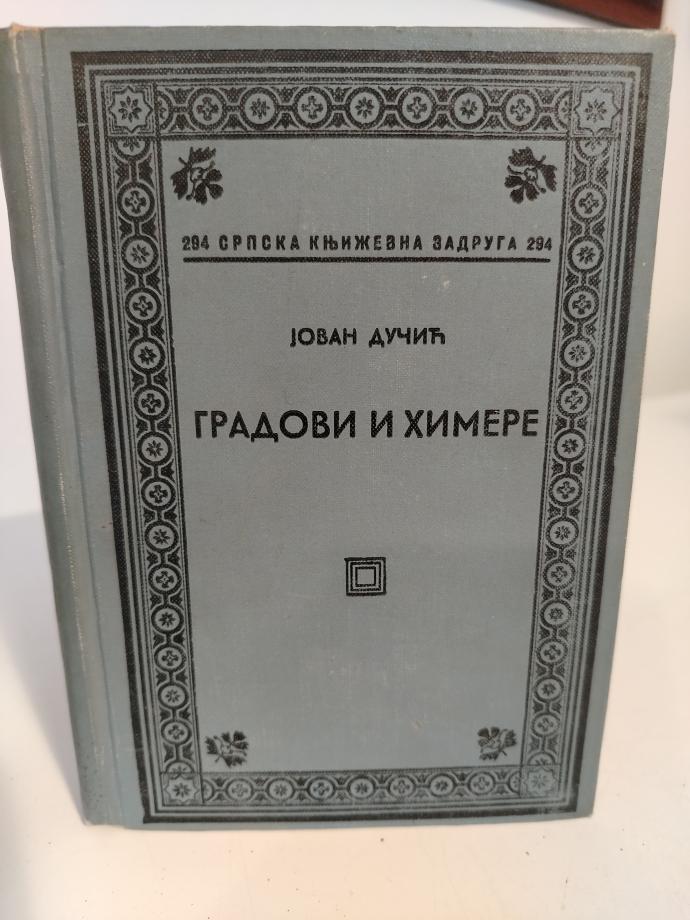 294 СРПСКА КЊИЖЕВНА ЗАДРУГА 294
ЈОВАН ДУЧИЋ
ГРАДОВИ И ХИМЕРЕ